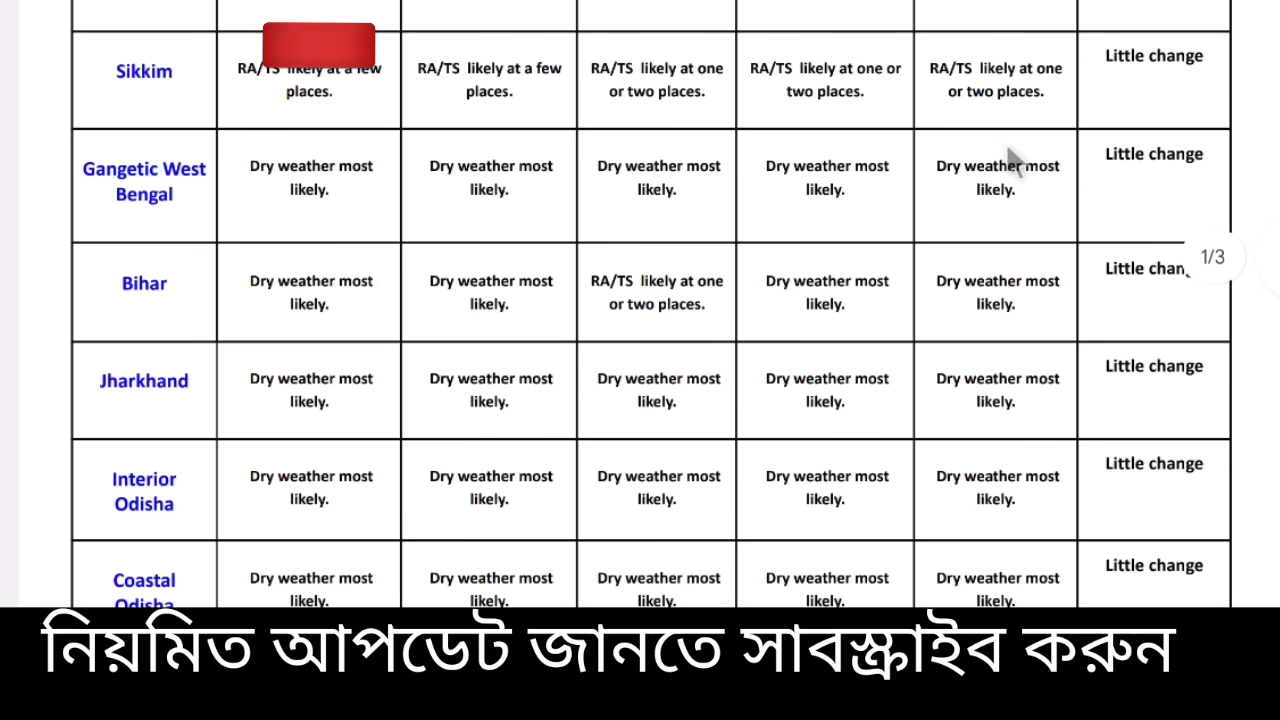 Sikkim
RA/TS likely at a few
places.
RA/TS likely at a few
places.
RA/TS likely at one
or two places.
RA/TS likely at one or
two places.
RA/TS likely at one
or two places.
Little change
Gangetic West
Bengal
Dry weather most
likely.
Dry weather most
likely.
Dry weather most
likely.
Dry weather most
likely.
Dry weather most
likely.
Little change
Bihar
Dry weather most
likely.
Dry weather most
likely.
RA/TS likely at one
or two places.
Dry weather most
likely.
Dry weather most
likely.
Little chan
1/3
Jharkhand
Dry weather most
likely.
Dry weather most
likely.
Dry weather most
likely.
Dry weather most
likely.
Dry weather most
likely.
Little change
Interior
Odisha
Dry weather most
likely.
Dry weather most
likely.
Dry weather most
likely.
Dry weather most
likely.
Dry weather most
likely.
Little change
Coastal
Odisha
Dry weather most
likely.
Dry weather most
likely.
Dry weather most
likely.
Dry weather most
likely.
Dry weather most
likely.
Little change
নিয়মিত আপডেট জানতে সাবস্ক্রাইব করুন